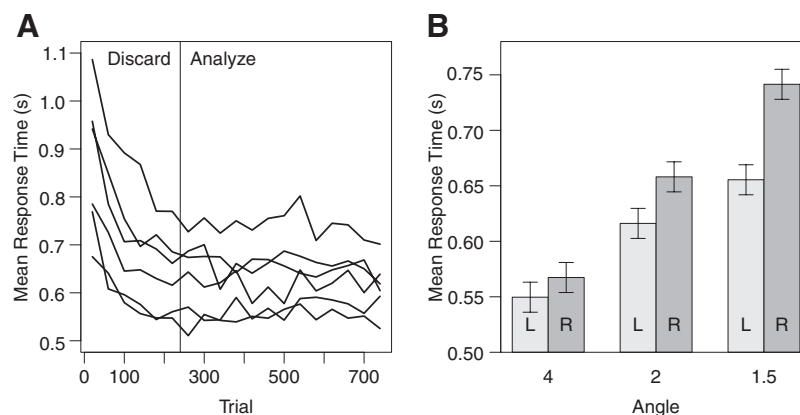 A
Discard Analyze
Mean Response Time (s)
1.1
1.0
0.9
0.8
0.7
0.6
0.5
0 100 300 500 700
Trial
B
Mean Response Time (s)
0.75
0.70
0.65
0.60
0.55
0.50
L R L R L R
4 2 1.5
Angle